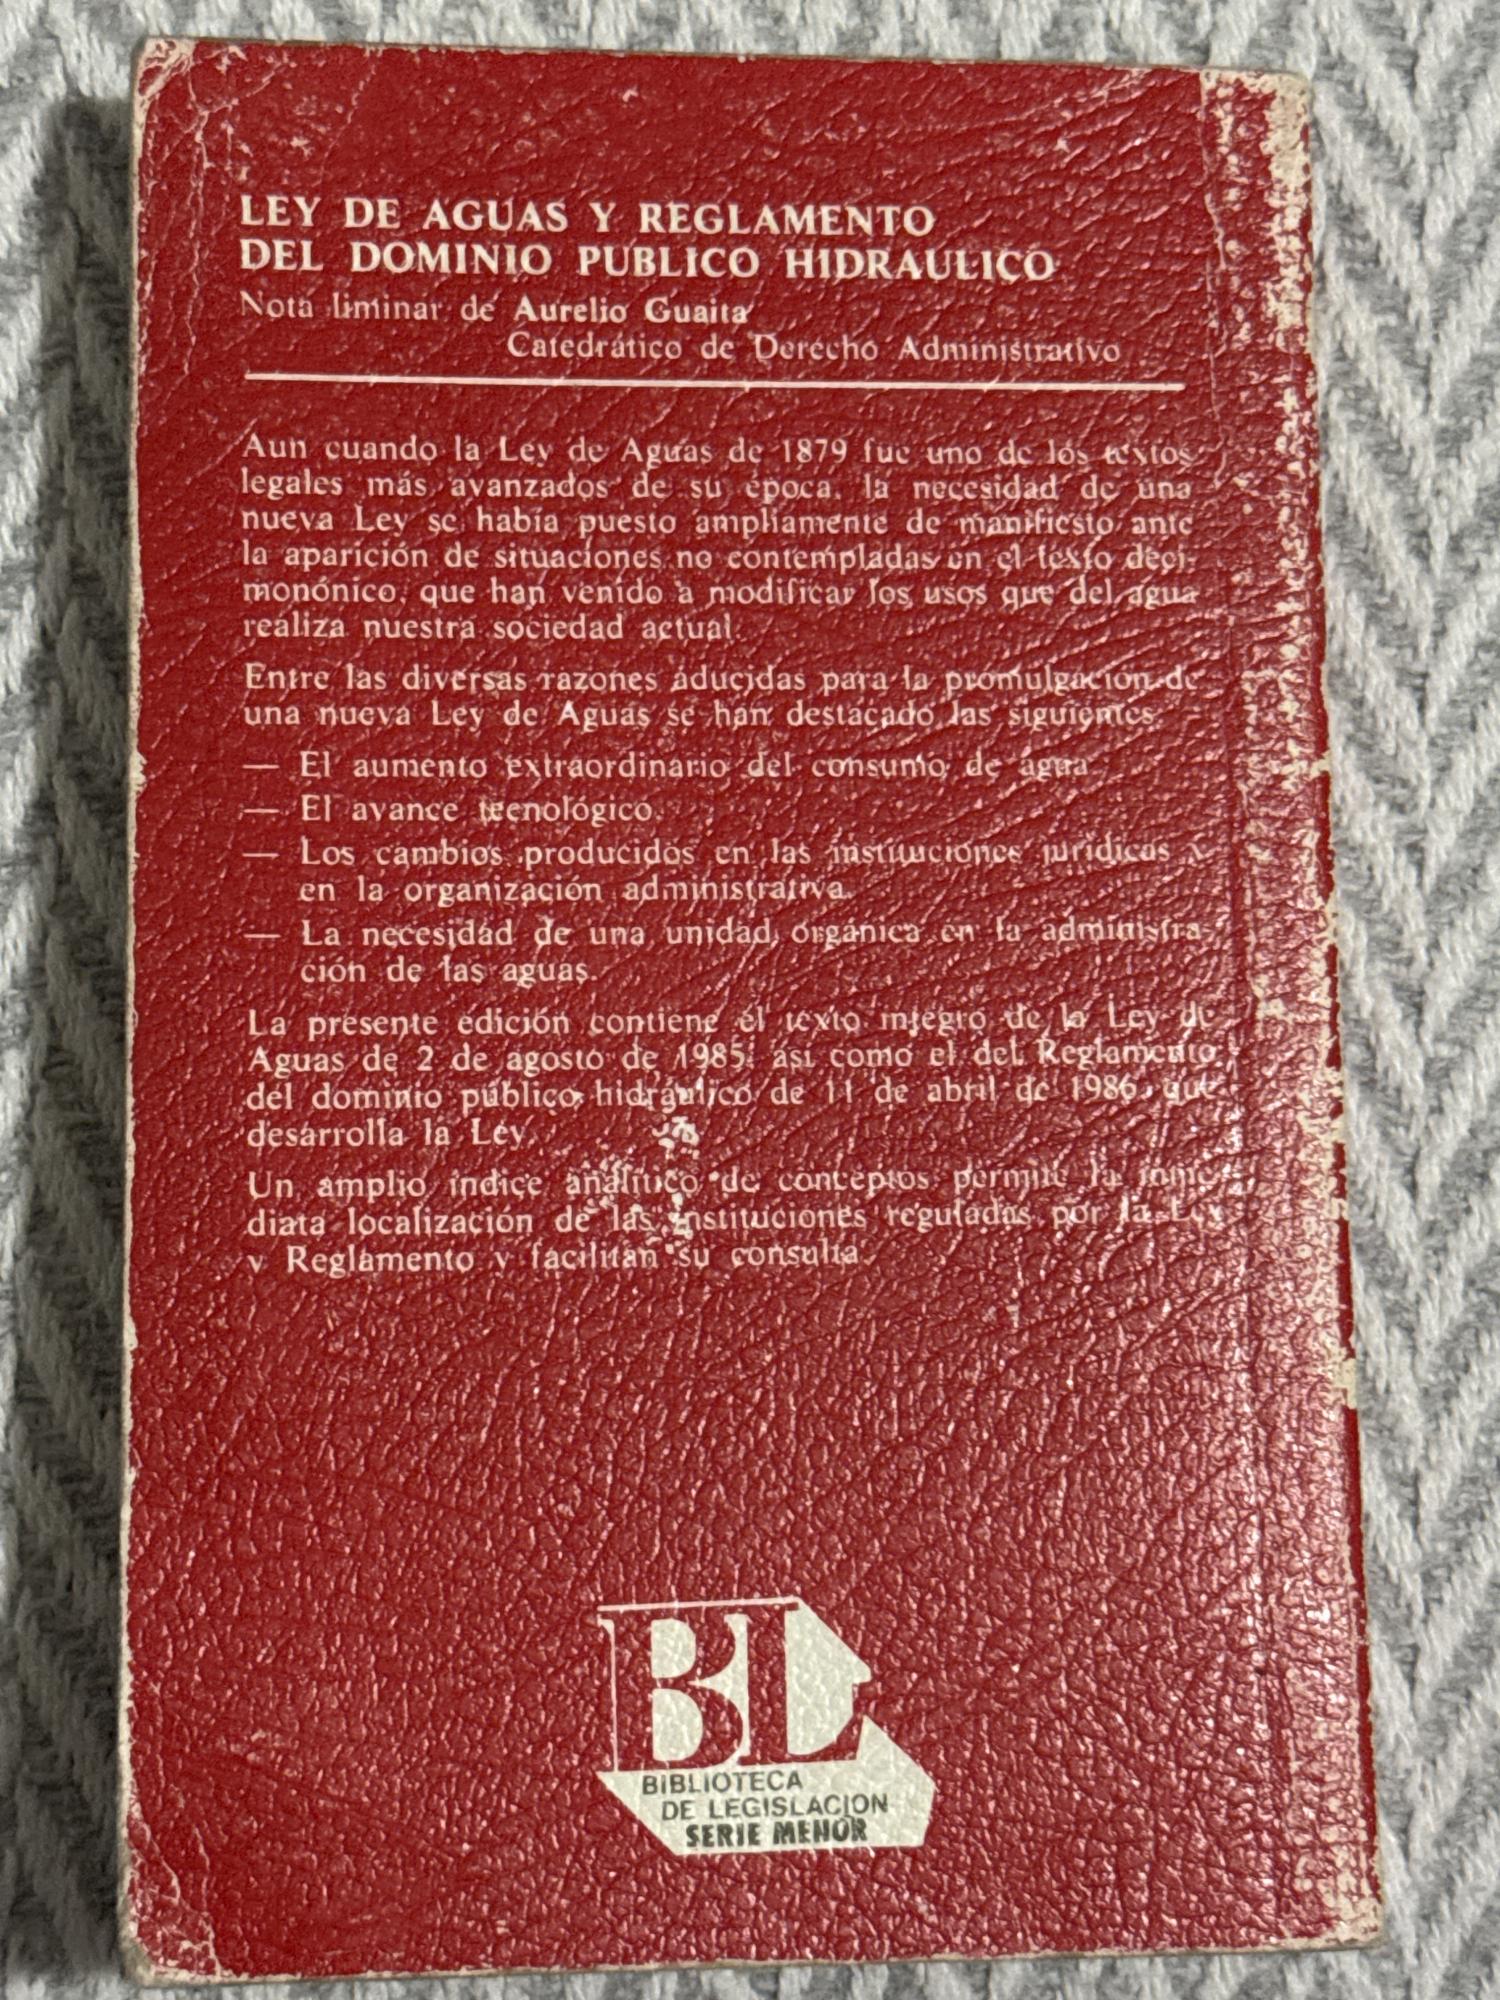 LEY DE AGUAS Y REGLAMENTO
DEL DOMINIO PUBLICO HIDRAULICO
Nota liminar de Aurelio Guaita
Catedrático de Derecho Administrativo
Aun cuando la Ley de Aguas de 1879 fue uno de los textos
legales más avanzados de su época, la necesidad de una
nueva Ley se había puesto ampliamente de manifiesto ante
la aparición de situaciones no contempladas en el texto deci-
monónico, que han venido a modificar los usos que del agua
realiza nuestra sociedad actual.
Entre las diversas razones aducidas para la promulgación de
una nueva Ley de Aguas se han destacado las siguientes:
— El aumento extraordinario del consumo de agua.
— El avance tecnológico.
— Los cambios producidos en las instituciones jurídicas y
en la organización administrativa.
— La necesidad de una unidad orgánica en la administra-
ción de las aguas.
La presente edición contiene el texto íntegro de la Ley de
Aguas de 2 de agosto de 1985, así como el del Reglamento
del dominio público hidráulico de 11 de abril de 1986, que
desarrolla la Ley.
Un amplio índice analítico de conceptos permite la inme-
diata localización de las instituciones reguladas por la Ley
y Reglamento y facilitan su consulta.
BL
BIBLIOTECA
DE LEGISLACION
SERIE MENOR